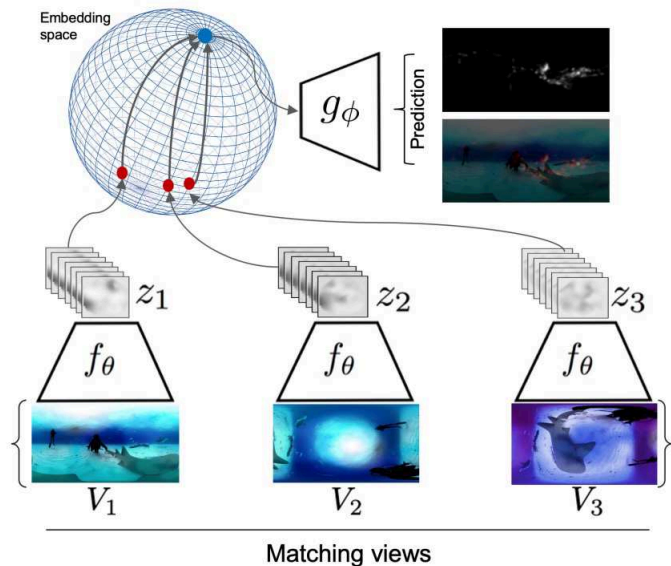 Embedding
space
g_ϕ
Prediction
z_1
z_2
z_3
f_θ
f_θ
f_θ
V_1
V_2
V_3
Matching views